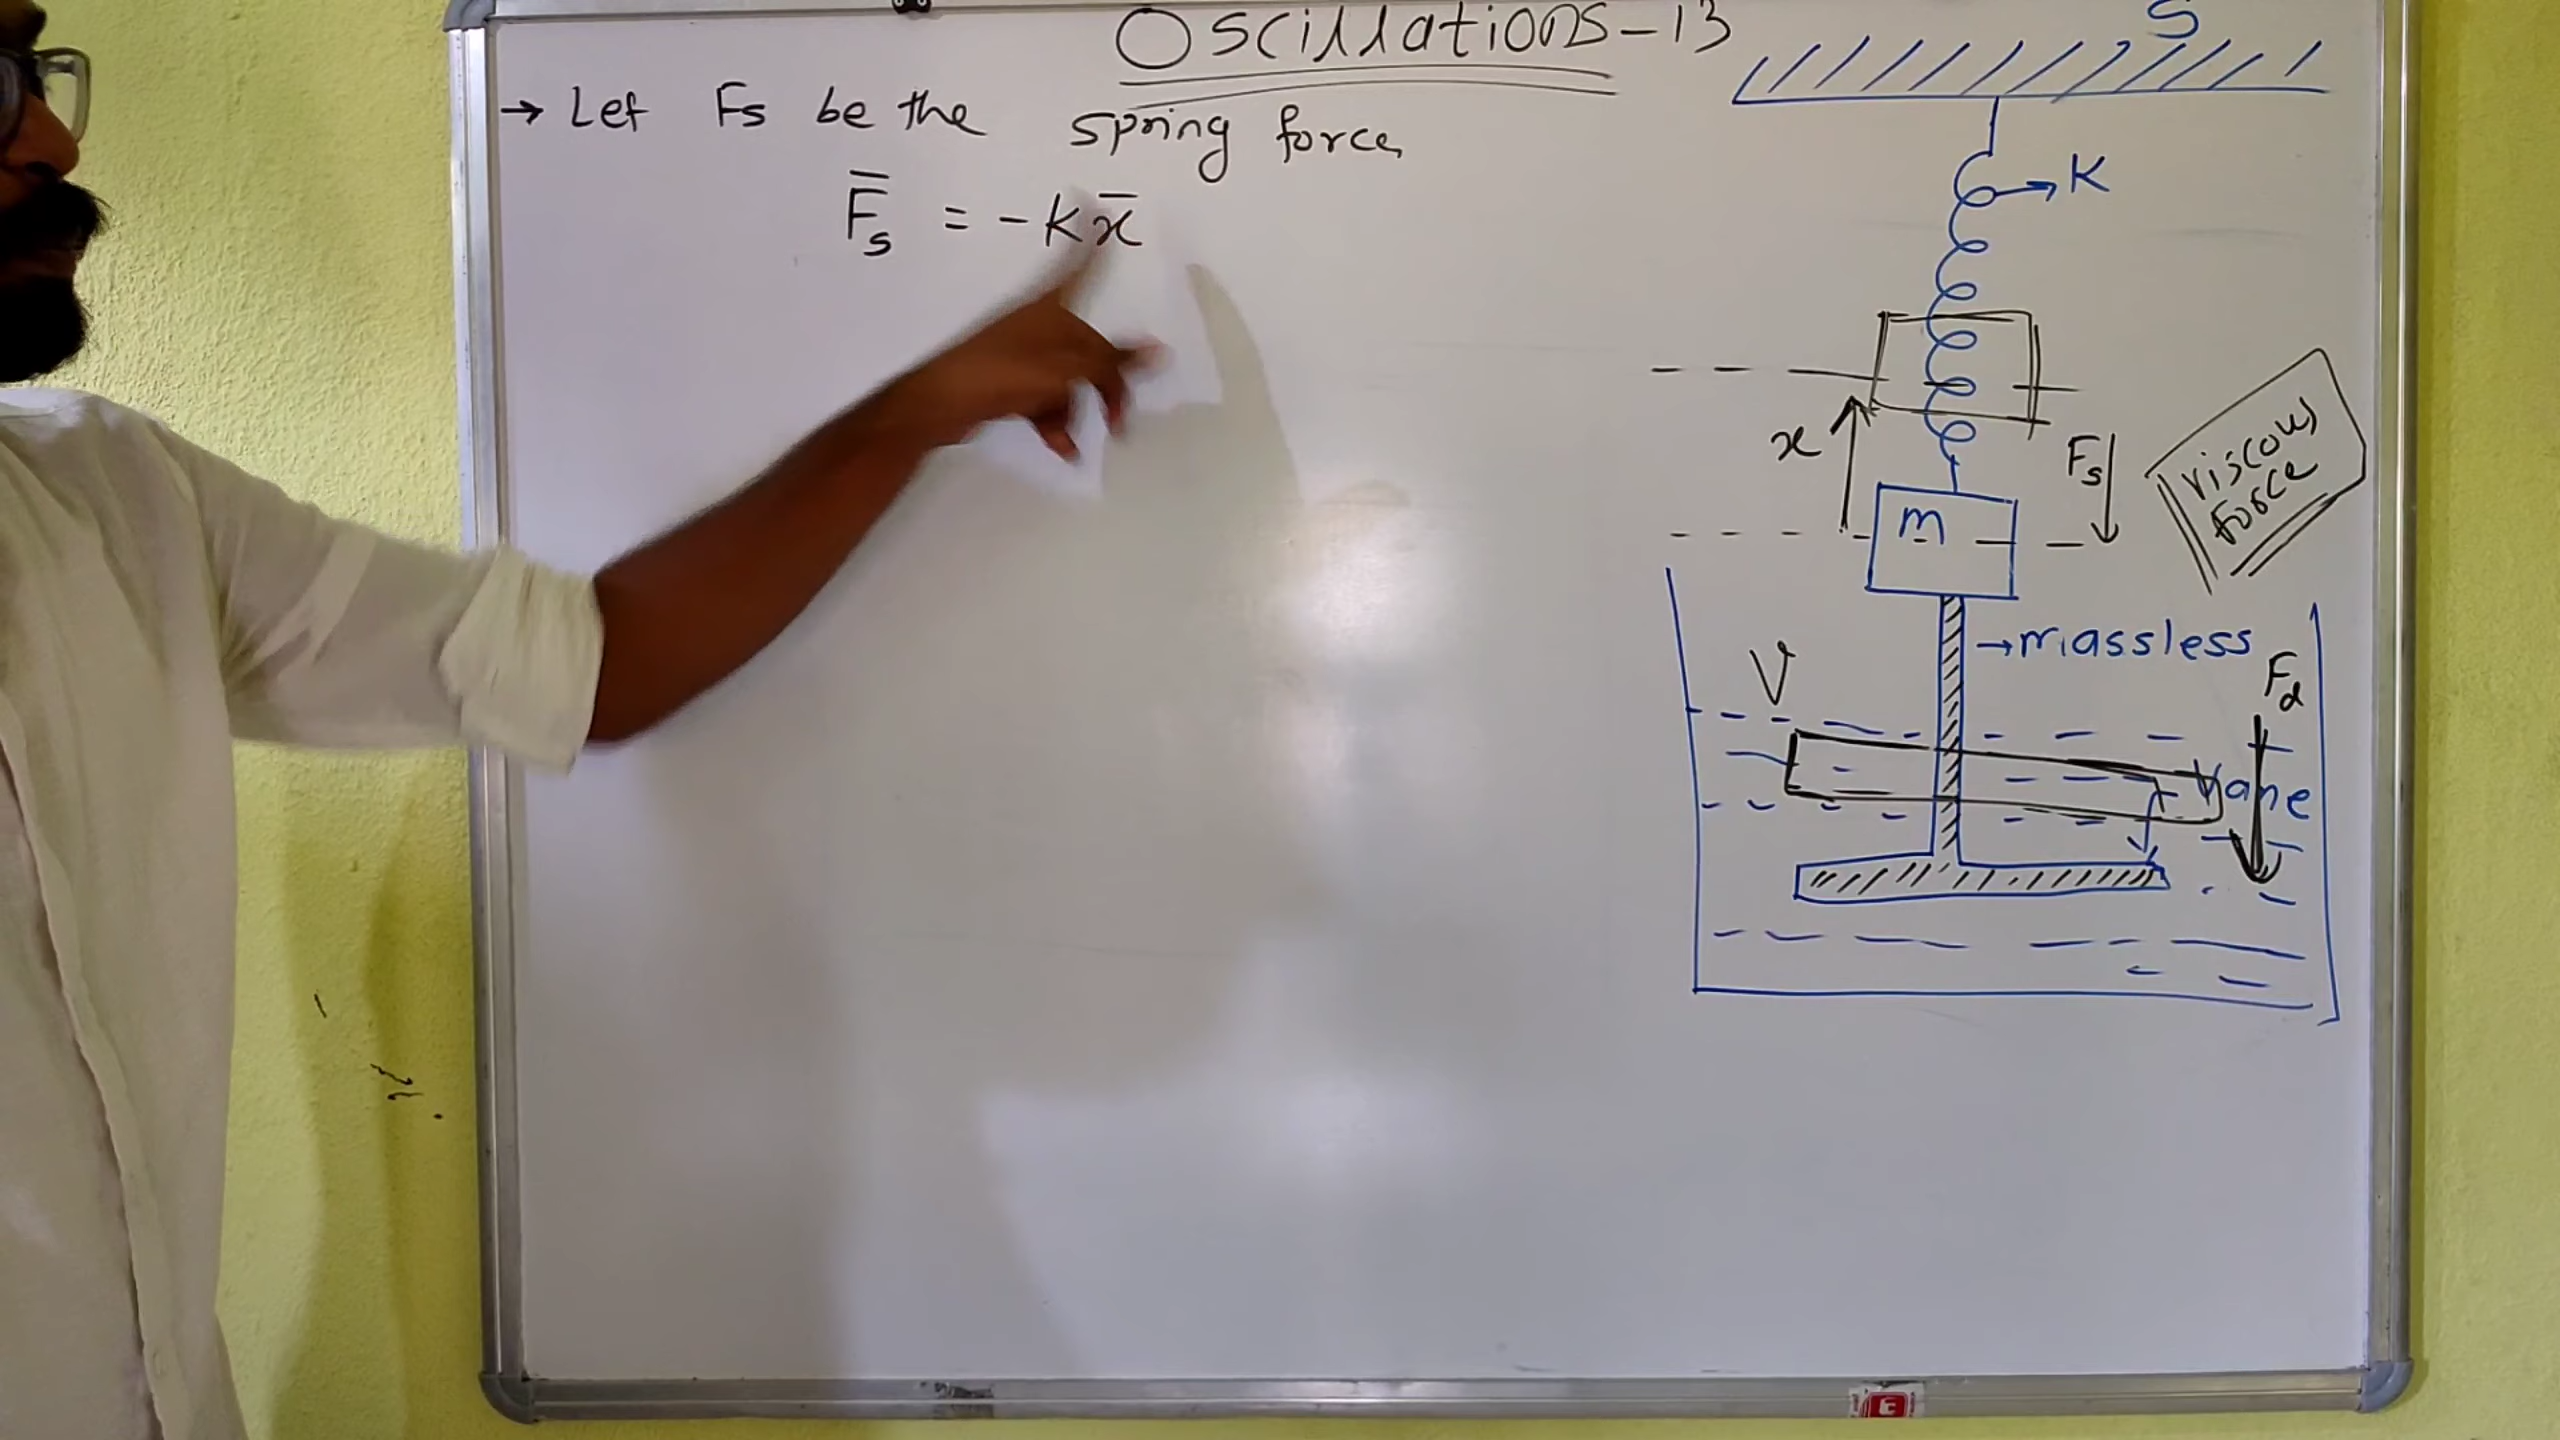 Oscillations-13
→ Let Fs be the spring force,
F̅s = -Kx̅
S
K
x
Fs
viscous
force
m
→massless
V
Fd
Vane